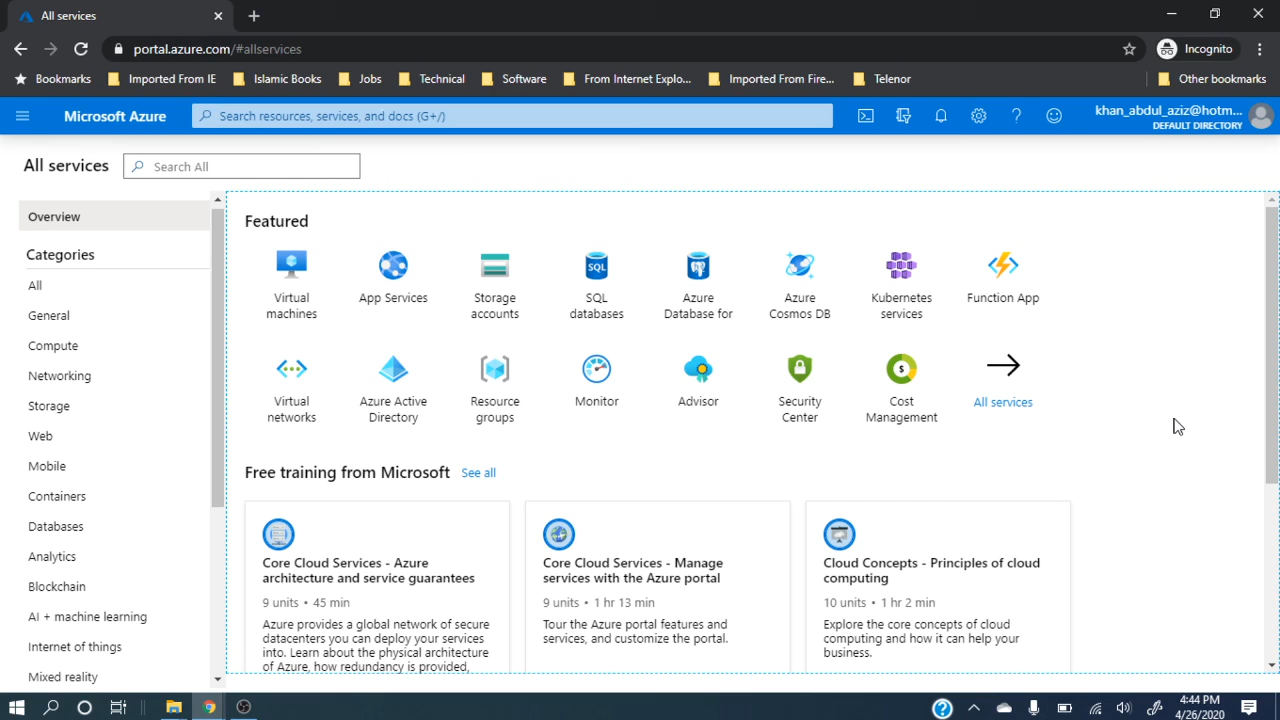 All services
portal.azure.com/#allservices
Incognito
Bookmarks
Imported From IE
Islamic Books
Jobs
Technical
Software
From Internet Explo...
Imported From Fire...
Telenor
Other bookmarks
Microsoft Azure
Search resources, services, and docs (G+/)
khan_abdul_aziz@hotm...
DEFAULT DIRECTORY
All services
Search All
Overview
Categories
All
General
Compute
Networking
Storage
Web
Mobile
Containers
Databases
Analytics
Blockchain
AI + machine learning
Internet of things
Mixed reality
Featured
Virtual
machines
App Services
Storage
accounts
SQL
SQL
databases
Azure
Database for
Azure
Cosmos DB
Kubernetes
services
Function App
Virtual
networks
Azure Active
Directory
Resource
groups
Monitor
Advisor
Security
Center
$
Cost
Management
All services
Free training from Microsoft
See all
Core Cloud Services - Azure
architecture and service guarantees
9 units • 45 min
Azure provides a global network of secure
datacenters you can deploy your services
into. Learn about the physical architecture
of Azure, how redundancy is provided,
Core Cloud Services - Manage
services with the Azure portal
9 units • 1 hr 13 min
Tour the Azure portal features and
services, and customize the portal.
Cloud Concepts - Principles of cloud
computing
10 units • 1 hr 2 min
Explore the core concepts of cloud
computing and how it can help your
business.
4:44 PM
4/26/2020